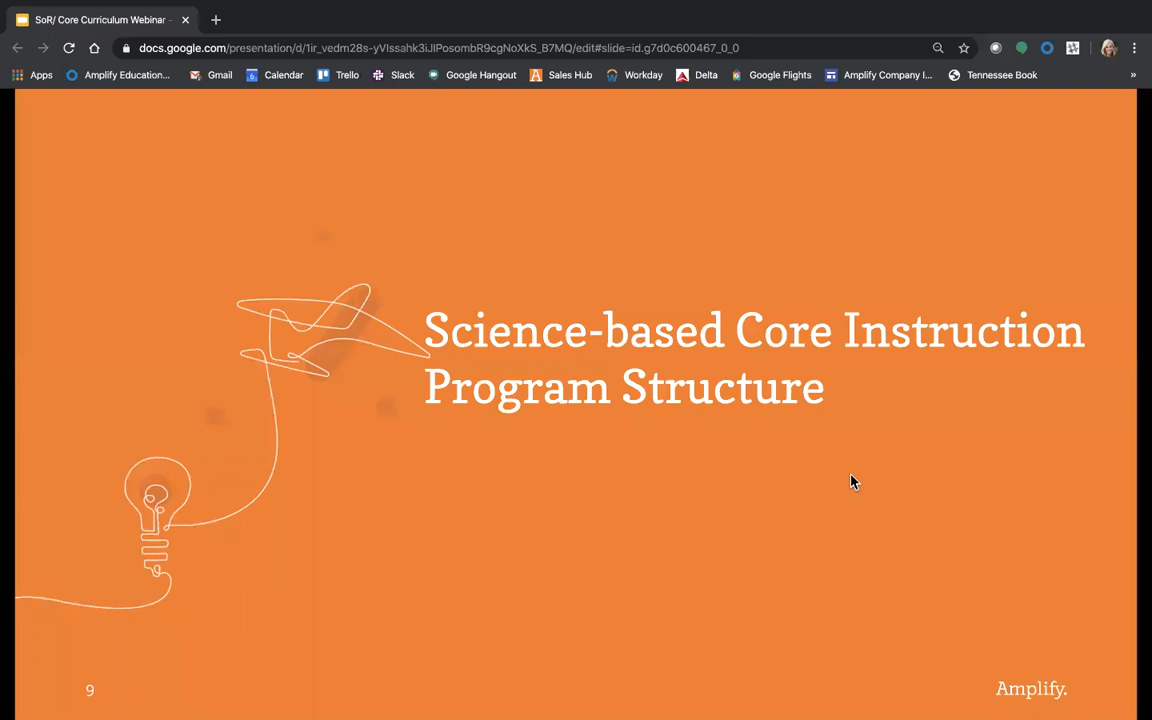 SoR/ Core Curriculum Webinar -
docs.google.com/presentation/d/1ir_vedm28s-yVIssahk3iJlPosombR9cgNoXkS_B7MQ/edit#slide=id.g7d0c600467_0_0
Apps Amplify Education... Gmail Calendar Trello Slack Google Hangout Sales Hub Workday Delta Google Flights Amplify Company I... Tennessee Book
Science-based Core Instruction
Program Structure
9
Amplify.